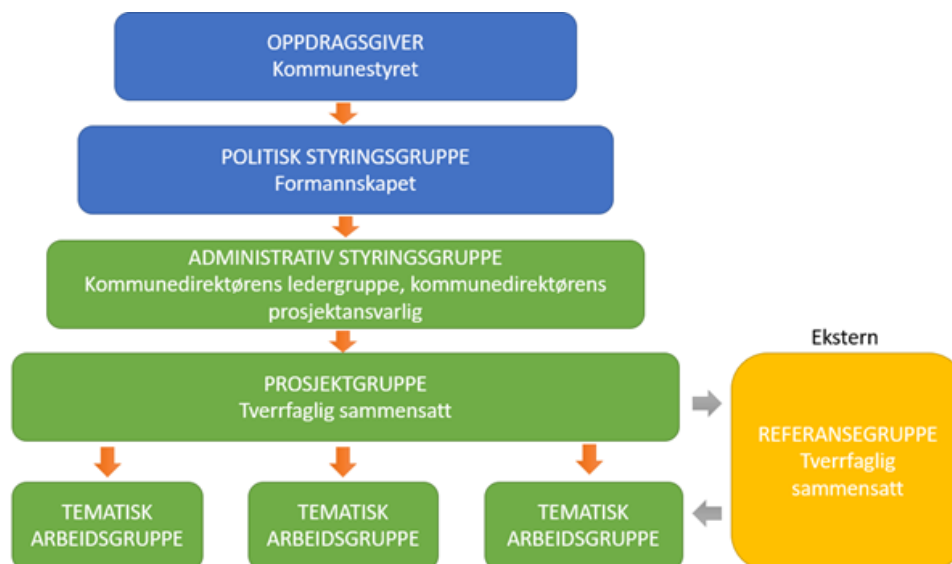 OPPDRAGSGIVER
Kommunestyret
POLITISK STYRINGSGRUPPE
Formannskapet
ADMINISTRATIV STYRINGSGRUPPE
Kommunedirektørens ledergruppe, kommunedirektørens
prosjektansvarlig
Ekstern
PROSJEKTGRUPPE
Tverrfaglig sammensatt
REFERANSEGRUPPE
Tverrfaglig
sammensatt
TEMATISK
ARBEIDSGRUPPE
TEMATISK
ARBEIDSGRUPPE
TEMATISK
ARBEIDSGRUPPE